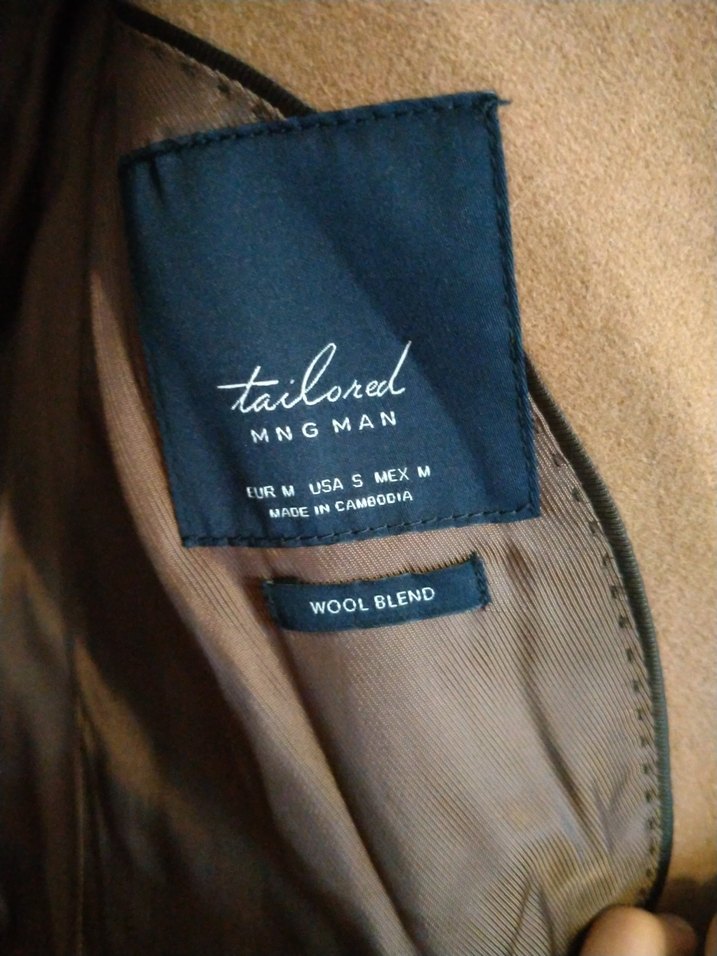 tailored
MNG MAN
EUR M USA S MEX M
MADE IN CAMBODIA
WOOL BLEND